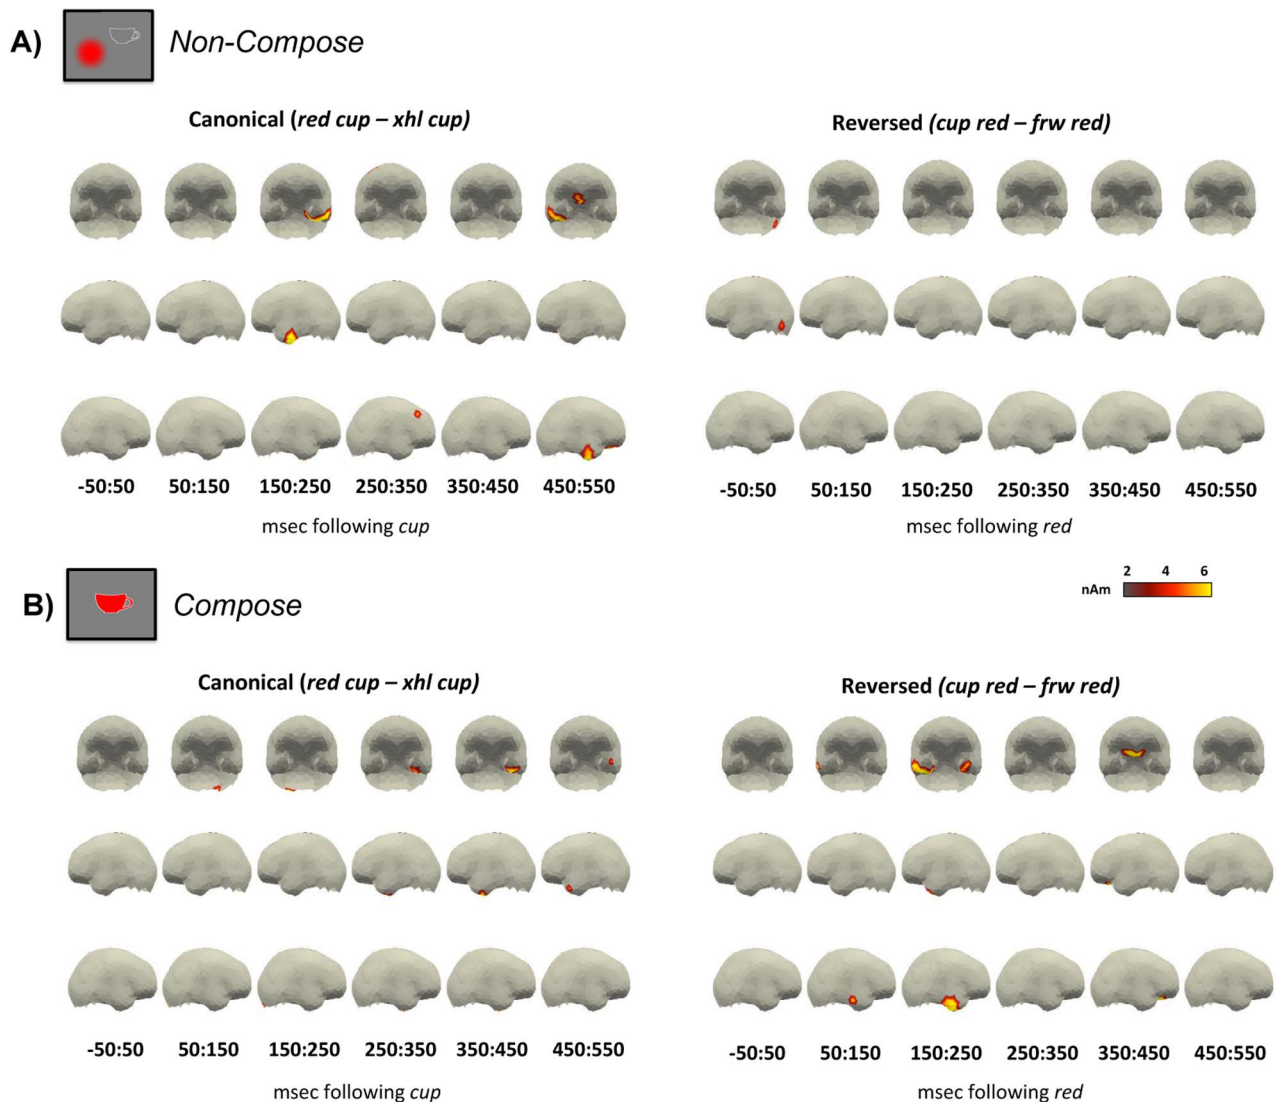 A) Non-Compose
Canonical (red cup – xhl cup)
-50:50 50:150 150:250 250:350 350:450 450:550
msec following cup
Reversed (cup red – frw red)
-50:50 50:150 150:250 250:350 350:450 450:550
msec following red
2 4 6
nAm
B) Compose
Canonical (red cup – xhl cup)
-50:50 50:150 150:250 250:350 350:450 450:550
msec following cup
Reversed (cup red – frw red)
-50:50 50:150 150:250 250:350 350:450 450:550
msec following red